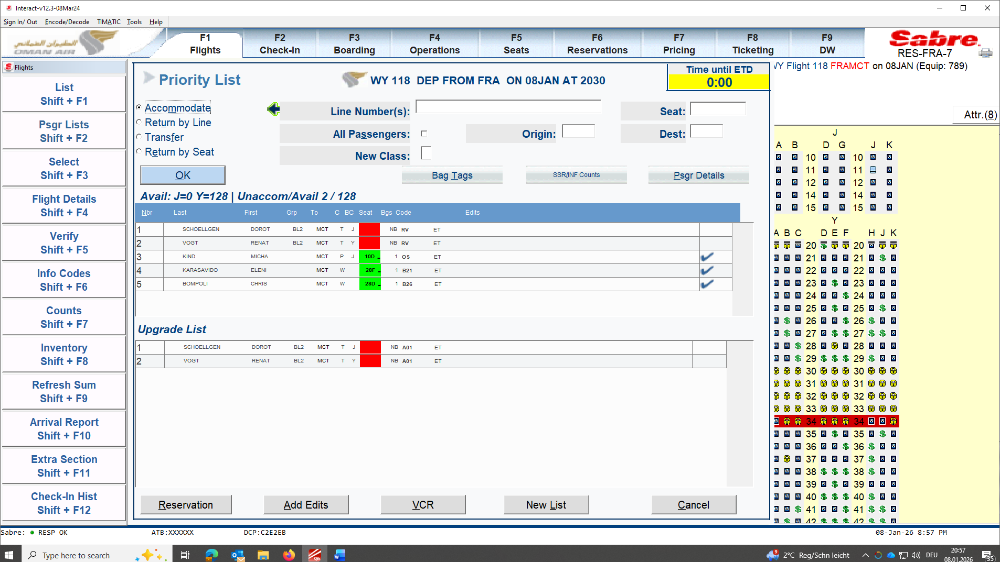 Interact-v12.3-08Mar24
Sign In/ Out Encode/Decode TIMATIC Tools Help
الطيران العماني
OMAN AIR
F1 Flights
F2 Check-In
F3 Boarding
F4 Operations
F5 Seats
F6 Reservations
F7 Pricing
F8 Ticketing
F9 DW
Sabre.
RES-FRA-7
WY Flight 118 FRAMCT on 08JAN (Equip: 789)
Attr.(8)
Flights
List
Shift + F1
Psgr Lists
Shift + F2
Select
Shift + F3
Flight Details
Shift + F4
Verify
Shift + F5
Info Codes
Shift + F6
Counts
Shift + F7
Inventory
Shift + F8
Refresh Sum
Shift + F9
Arrival Report
Shift + F10
Extra Section
Shift + F11
Check-In Hist
Shift + F12
Priority List
WY 118 DEP FROM FRA ON 08JAN AT 2030
Time until ETD
0:00
Accommodate
Return by Line
Transfer
Return by Seat
Line Number(s):
Seat:
All Passengers:
Origin:
Dest:
New Class:
OK
Bag Tags
SSR/INF Counts
Psgr Details
Avail: J=0 Y=128 | Unaccom/Avail 2 / 128
Nbr Last First Grp To C BC Seat Bgs Code Edits
1 SCHOELLGEN DOROT BL2 MCT T J NB RV ET
2 VOGT RENAT BL2 MCT T Y NB RV ET
3 KIND MICHA MCT P J 10D 1 OS ET
4 KARASAVIDO ELENI MCT W 28F 1 B21 ET
5 BOMPOLI CHRIS MCT W 28D 1 B26 ET
Upgrade List
1 SCHOELLGEN DOROT BL2 MCT T J NB A01 ET
2 VOGT RENAT BL2 MCT T Y NB A01 ET
Reservation
Add Edits
VCR
New List
Cancel
J
A B D G J K
10 10
11 11
12 12
14 14
15 15
Y
A B C D E F H J K
20 $ 20
21 21 $
22 22
23 $ 23
24 $ 24
25 $ 25 $
26 $ $ 26 $
27 $ $ $ 27 $ $
28 $ 28
29 $ $ $ $ 29 $
30 30
31 31
32 32
33 33
34 34
35 $ 35 $
36 $ 36 $
37 37 $
38 $ $ $ 38 $
39 $ 39
40 $ $ $ 40
41 $ 41 $ $
42 42
Sabre: RESP OK
ATB:XXXXXX
DCP:C2E2EB
08-Jan-26 8:57 PM
Type here to search
Qik
9
2°C Reg/Schn leicht
DEU
20:57
08.01.2026
35